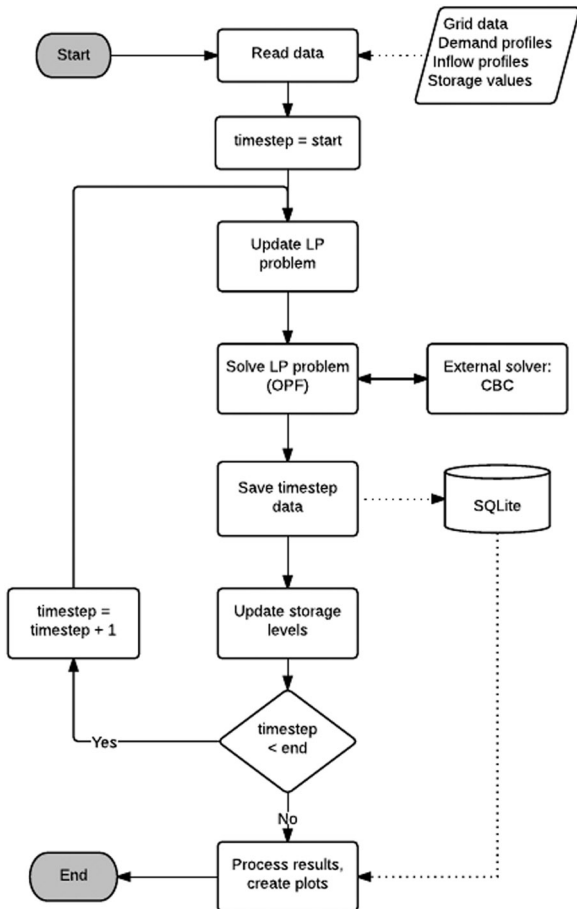 Start
Read data
Grid data
Demand profiles
Inflow profiles
Storage values
timestep = start
Update LP
problem
Solve LP problem
(OPF)
External solver:
CBC
Save timestep
data
SQLite
Update storage
levels
timestep =
timestep + 1
timestep
< end
Yes
No
Process results,
create plots
End